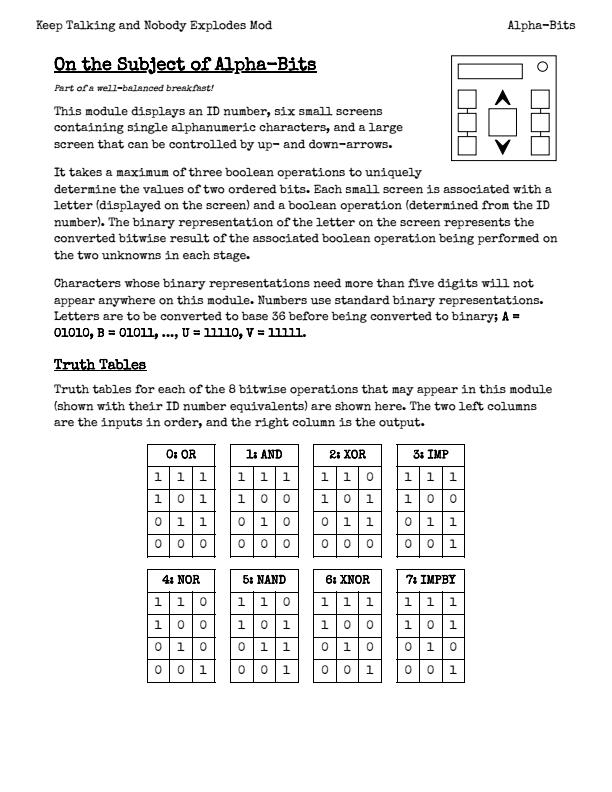 Keep Talking and Nobody Explodes Mod Alpha-Bits
On the Subject of Alpha-Bits
Part of a well-balanced breakfast!
This module displays an ID number, six small screens
containing single alphanumeric characters, and a large
screen that can be controlled by up- and down-arrows.
It takes a maximum of three boolean operations to uniquely
determine the values of two ordered bits. Each small screen is associated with a
letter (displayed on the screen) and a boolean operation (determined from the ID
number). The binary representation of the letter on the screen represents the
converted bitwise result of the associated boolean operation being performed on
the two unknowns in each stage.
Characters whose binary representations need more than five digits will not
appear anywhere on this module. Numbers use standard binary representations.
Letters are to be converted to base 36 before being converted to binary; A =
01010, B = 01011, ..., U = 11110, V = 11111.
Truth Tables
Truth tables for each of the 8 bitwise operations that may appear in this module
(shown with their ID number equivalents) are shown here. The two left columns
are the inputs in order, and the right column is the output.
0: OR 1: AND 2: XOR 3: IMP
1 1 1 1 1 1 1 1 0 1 1 1
1 0 1 1 0 0 1 0 1 1 0 0
0 1 1 0 1 0 0 1 1 0 1 1
0 0 0 0 0 0 0 0 0 0 0 1
4: NOR 5: NAND 6: XNOR 7: IMPBY
1 1 0 1 1 0 1 1 1 1 1 1
1 0 0 1 0 1 1 0 0 1 0 1
0 1 0 0 1 1 0 1 0 0 1 0
0 0 1 0 0 1 0 0 1 0 0 1